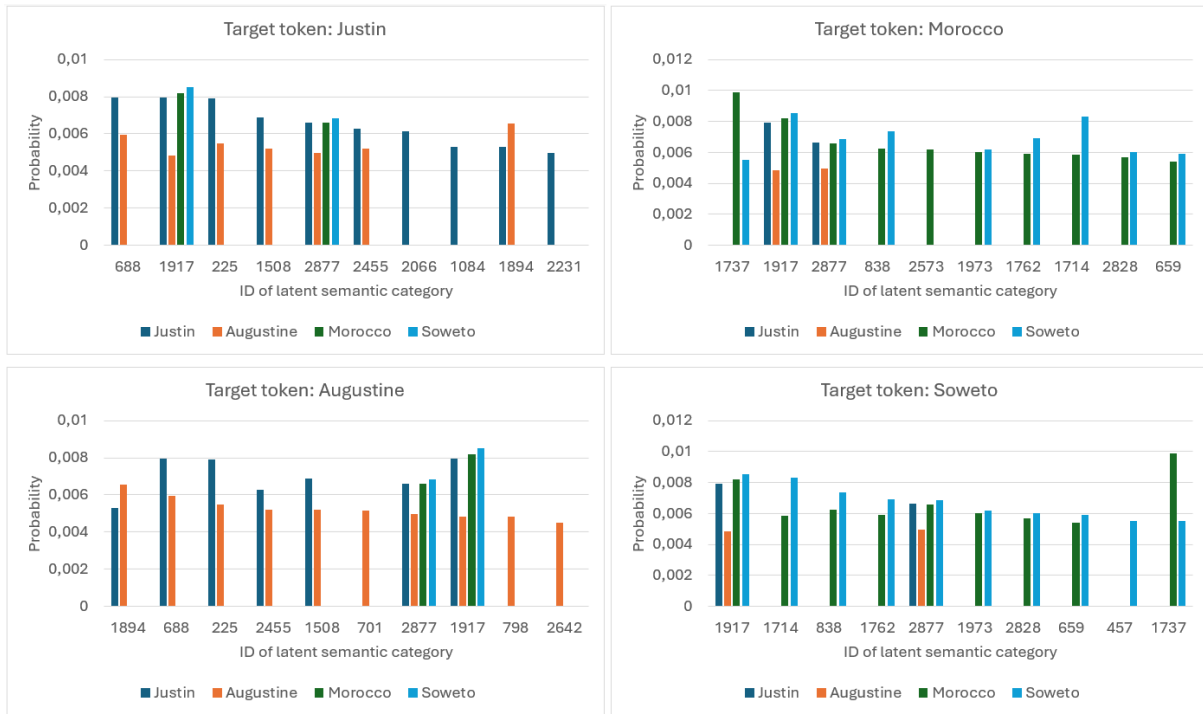 Target token: Justin
0,01
0,008
0,006
0,004
0,002
0
Probability
688 1917 225 1508 2877 2455 2066 1084 1894 2231
ID of latent semantic category
Justin Augustine Morocco Soweto
Target token: Morocco
0,012
0,01
0,008
0,006
0,004
0,002
0
Probability
1737 1917 2877 838 2573 1973 1762 1714 2828 659
ID of latent semantic category
Justin Augustine Morocco Soweto
Target token: Augustine
0,01
0,008
0,006
0,004
0,002
0
Probability
1894 688 225 2455 1508 701 2877 1917 798 2642
ID of latent semantic category
Justin Augustine Morocco Soweto
Target token: Soweto
0,012
0,01
0,008
0,006
0,004
0,002
0
Probability
1917 1714 838 1762 2877 1973 2828 659 457 1737
ID of latent semantic category
Justin Augustine Morocco Soweto